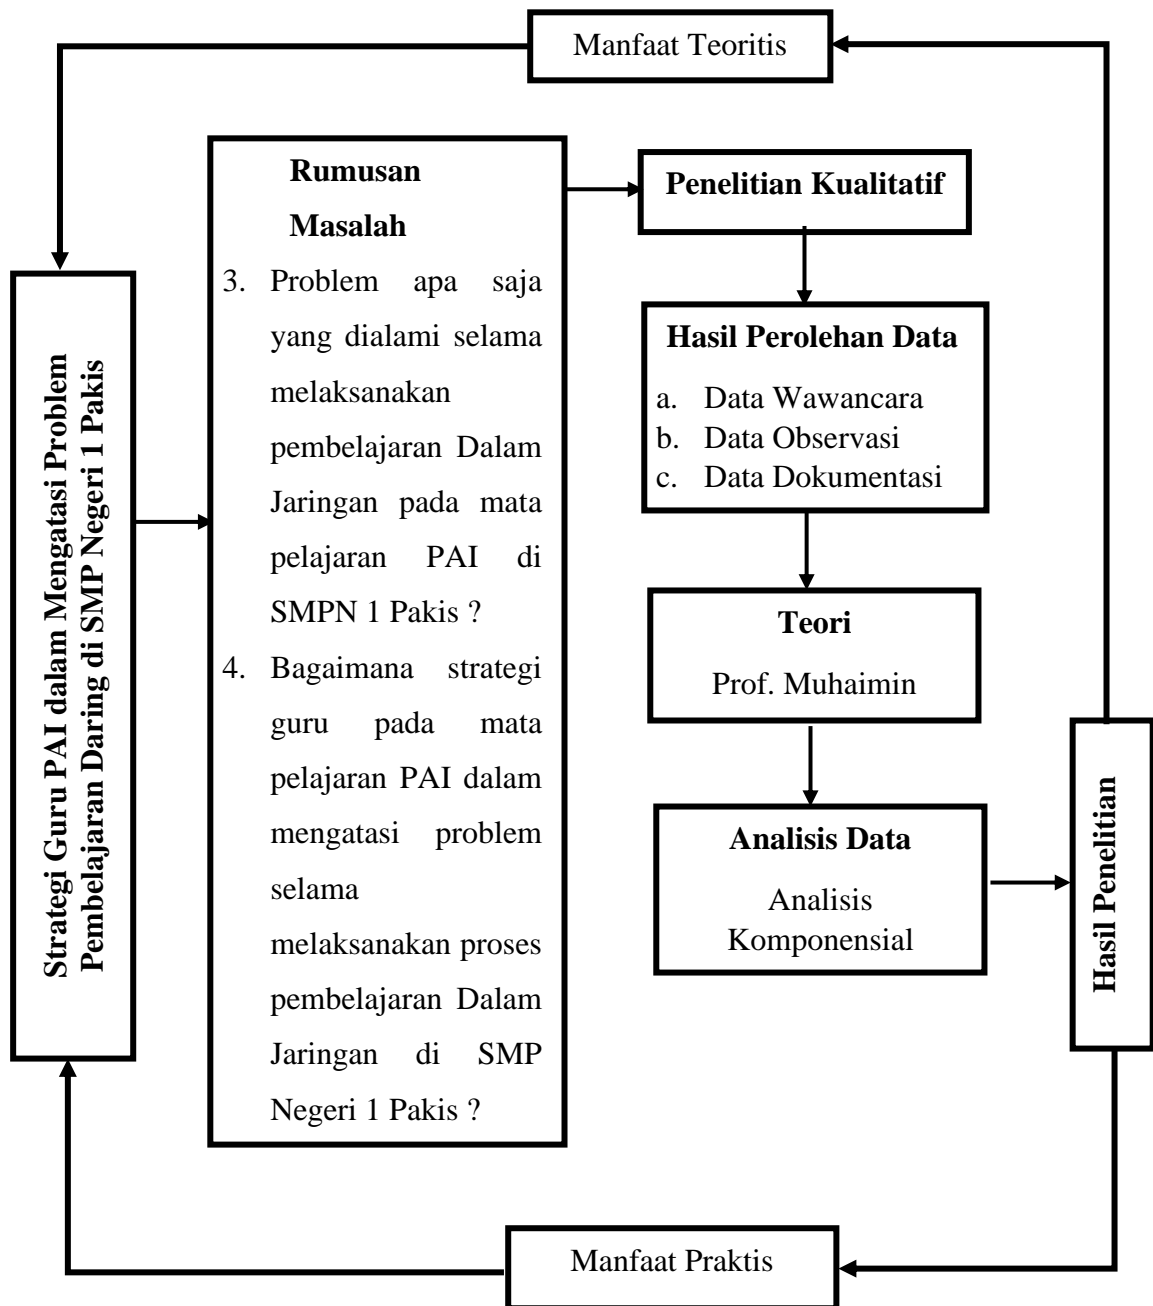 Manfaat Teoritis
Strategi Guru PAI dalam Mengatasi Problem
Pembelajaran Daring di SMP Negeri 1 Pakis
Rumusan
Masalah
3. Problem apa saja
yang dialami selama
melaksanakan
pembelajaran Dalam
Jaringan pada mata
pelajaran PAI di
SMPN 1 Pakis ?
4. Bagaimana strategi
guru pada mata
pelajaran PAI dalam
mengatasi problem
selama
melaksanakan proses
pembelajaran Dalam
Jaringan di SMP
Negeri 1 Pakis ?
Penelitian Kualitatif
Hasil Perolehan Data
a. Data Wawancara
b. Data Observasi
c. Data Dokumentasi
Teori
Prof. Muhaimin
Analisis Data
Analisis
Komponensial
Hasil Penelitian
Manfaat Praktis